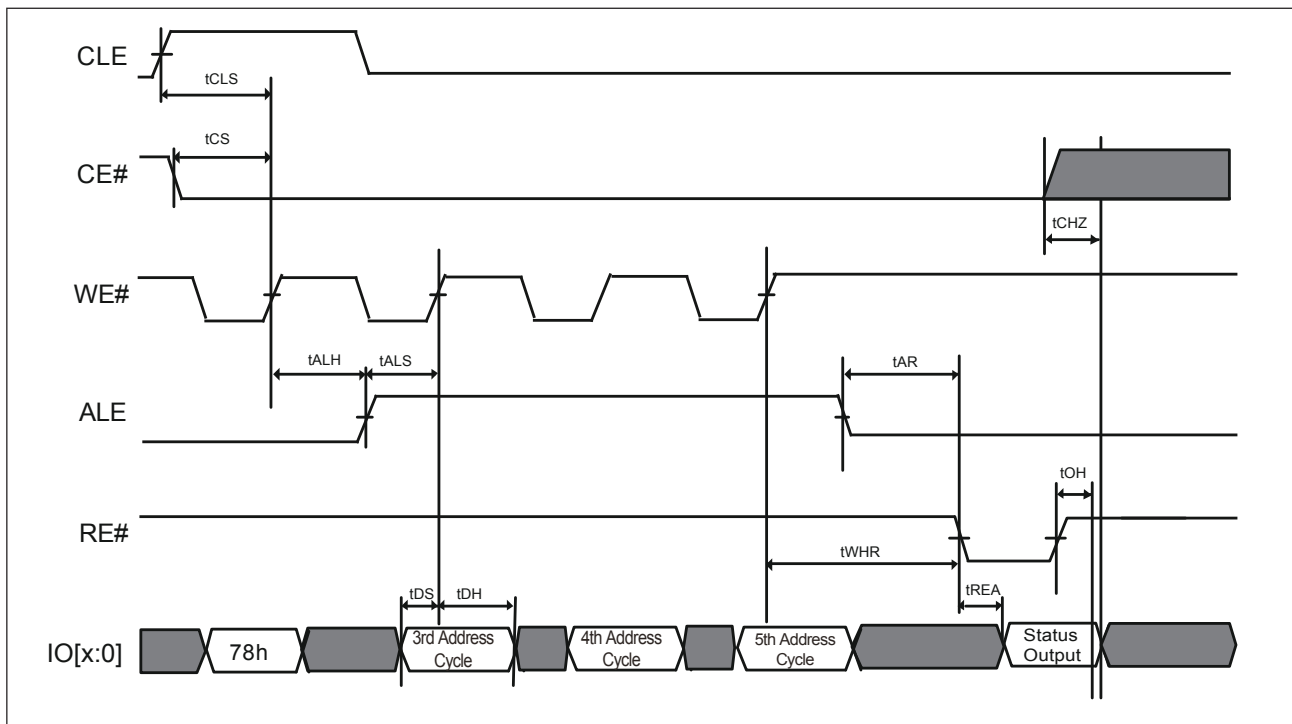 CLE
tCLS
tCS
CE#
tCHZ
WE#
tALH
tALS
tAR
ALE
tOH
RE#
tWHR
tDS
tDH
tREA
IO[x:0]
78h
3rd Address
Cycle
4th Address
Cycle
5th Address
Cycle
Status
Output